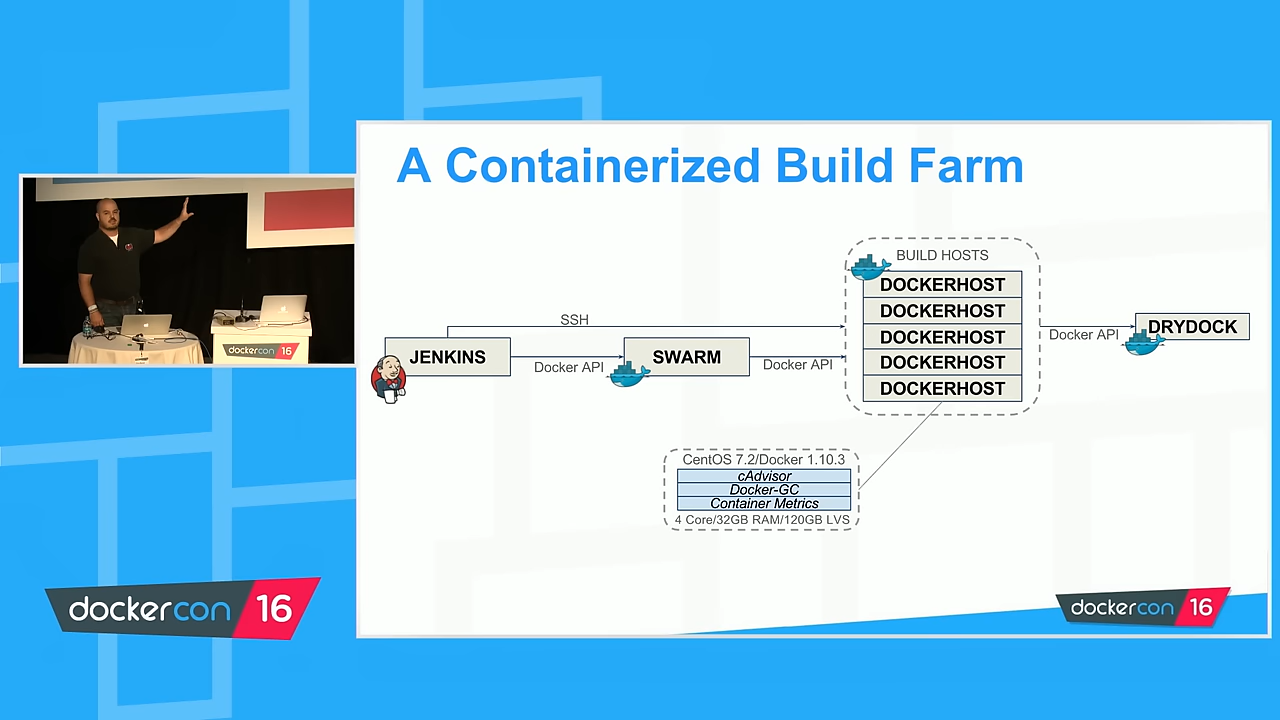 A Containerized Build Farm
BUILD HOSTS
DOCKERHOST
DOCKERHOST
DOCKERHOST
DOCKERHOST
DOCKERHOST
SSH
JENKINS
Docker API
SWARM
Docker API
Docker API
DRYDOCK
CentOS 7.2/Docker 1.10.3
cAdvisor
Docker-GC
Container Metrics
4 Core/32GB RAM/120GB LVS
dockercon 16
dockercon 16
dockercon 16